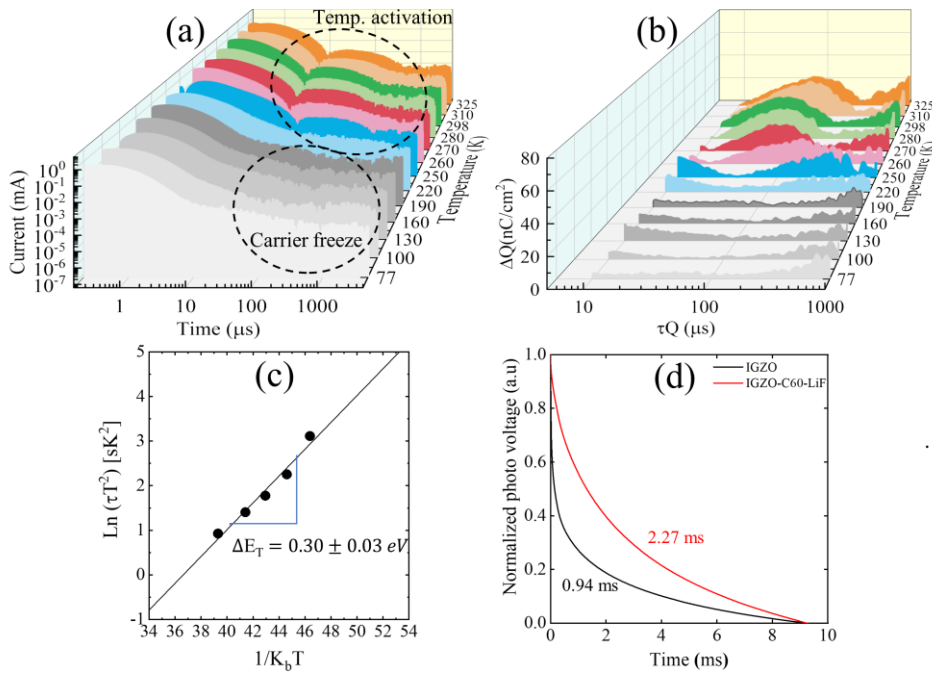 (a)
Temp. activation
Carrier freeze
Current (mA)
10^0
10^-1
10^-2
10^-3
10^-4
10^-5
10^-6
10^-7
1
10
100
1000
Time (μs)
77
100
130
160
190
220
250
260
270
280
298
310
325
Temperature (K)
(b)
ΔQ(nC/cm²)
80
60
40
20
0
10
100
1000
τQ (μs)
77
100
130
160
190
220
250
260
270
280
298
310
325
Temperature (K)
(c)
Ln (τT²) [sK²]
5
4
3
2
1
0
-1
ΔE_T = 0.30 ± 0.03 eV
34 36 38 40 42 44 46 48 50 52 54
1/K_bT
(d)
IGZO
IGZO-C60-LiF
Normalized photo voltage (a.u)
1.0
0.8
0.6
0.4
0.2
0.0
2.27 ms
0.94 ms
0 2 4 6 8 10
Time (ms)